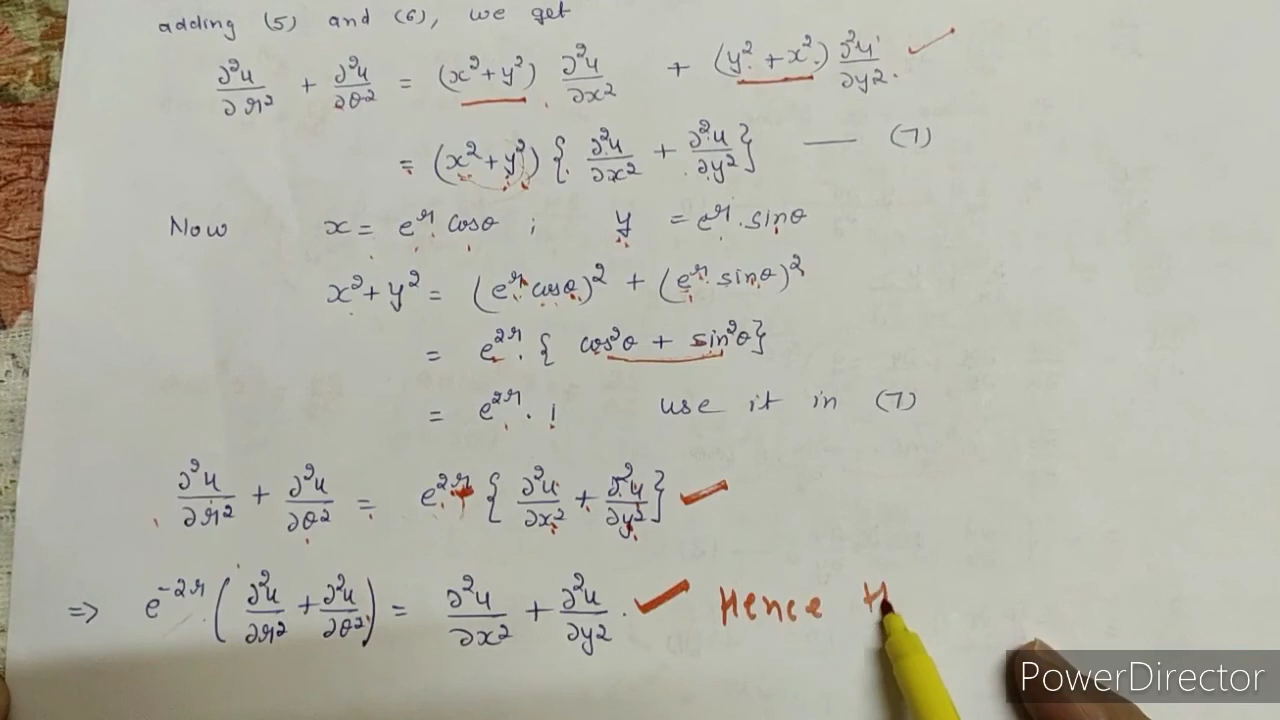 adding (5) and (6), we get
∂²u/∂r² + ∂²u/∂θ² = (x²+y²) ∂²u/∂x² + (y²+x²) ∂²u/∂y².
= (x²+y²) { ∂²u/∂x² + ∂²u/∂y² } — (7)
Now x = e^r cosθ ; y = e^r . sinθ
x²+y² = (e^r cosθ)² + (e^r sinθ)²
= e^2r . { cos²θ + sin²θ }
= e^2r . 1 use it in (7)
∂²u/∂r² + ∂²u/∂θ² = e^2r { ∂²u/∂x² + ∂²u/∂y² }
=> e^-2r . ( ∂²u/∂r² + ∂²u/∂θ² ) = ∂²u/∂x² + ∂²u/∂y² . Hence
PowerDirector